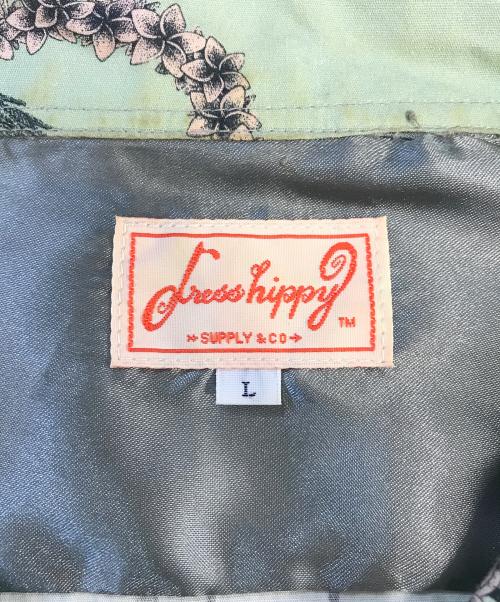 dress hippy
TM
»SUPPLY & CO→
L